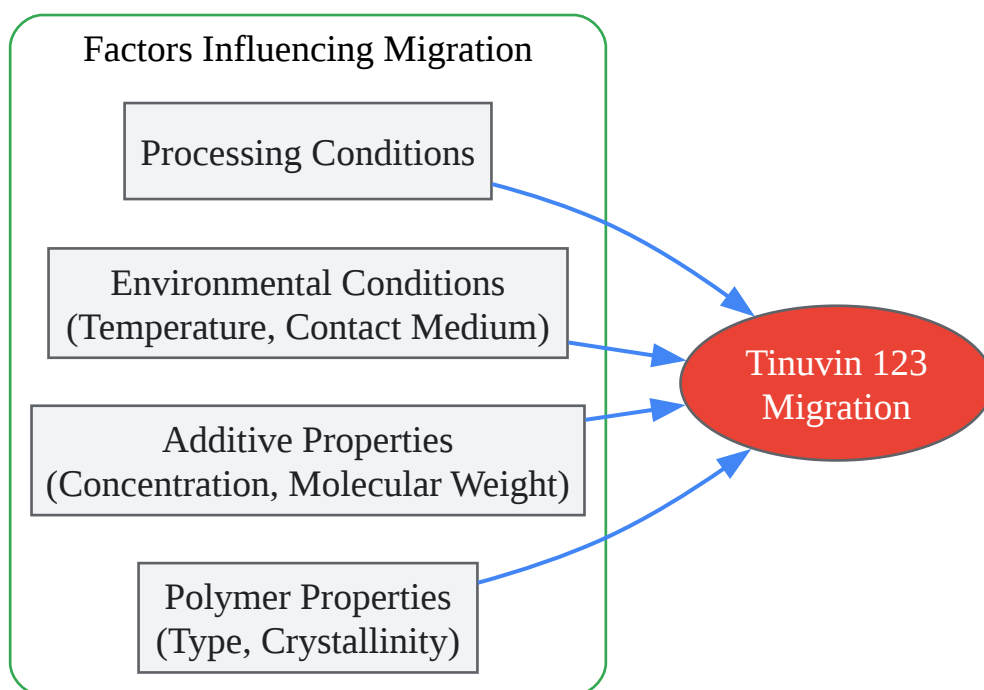 Factors Influencing Migration
Processing Conditions
Environmental Conditions
(Temperature, Contact Medium)
Additive Properties
(Concentration, Molecular Weight)
Polymer Properties
(Type, Crystallinity)
Tinuvin 123
Migration